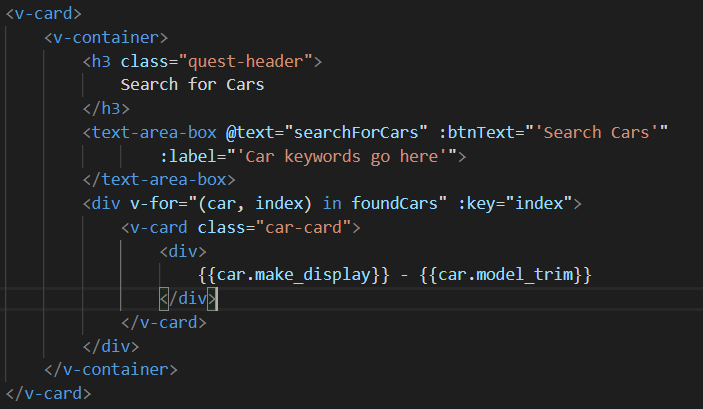 <v-card>
<v-container>
<h3 class="quest-header">
Search for Cars
</h3>
<text-area-box @text="searchForCars" :btnText="'Search Cars'"
:label="'Car keywords go here'">
</text-area-box>
<div v-for="(car, index) in foundCars" :key="index">
<v-card class="car-card">
<div>
{{car.make_display}} - {{car.model_trim}}
</div>
</v-card>
</div>
</v-container>
</v-card>